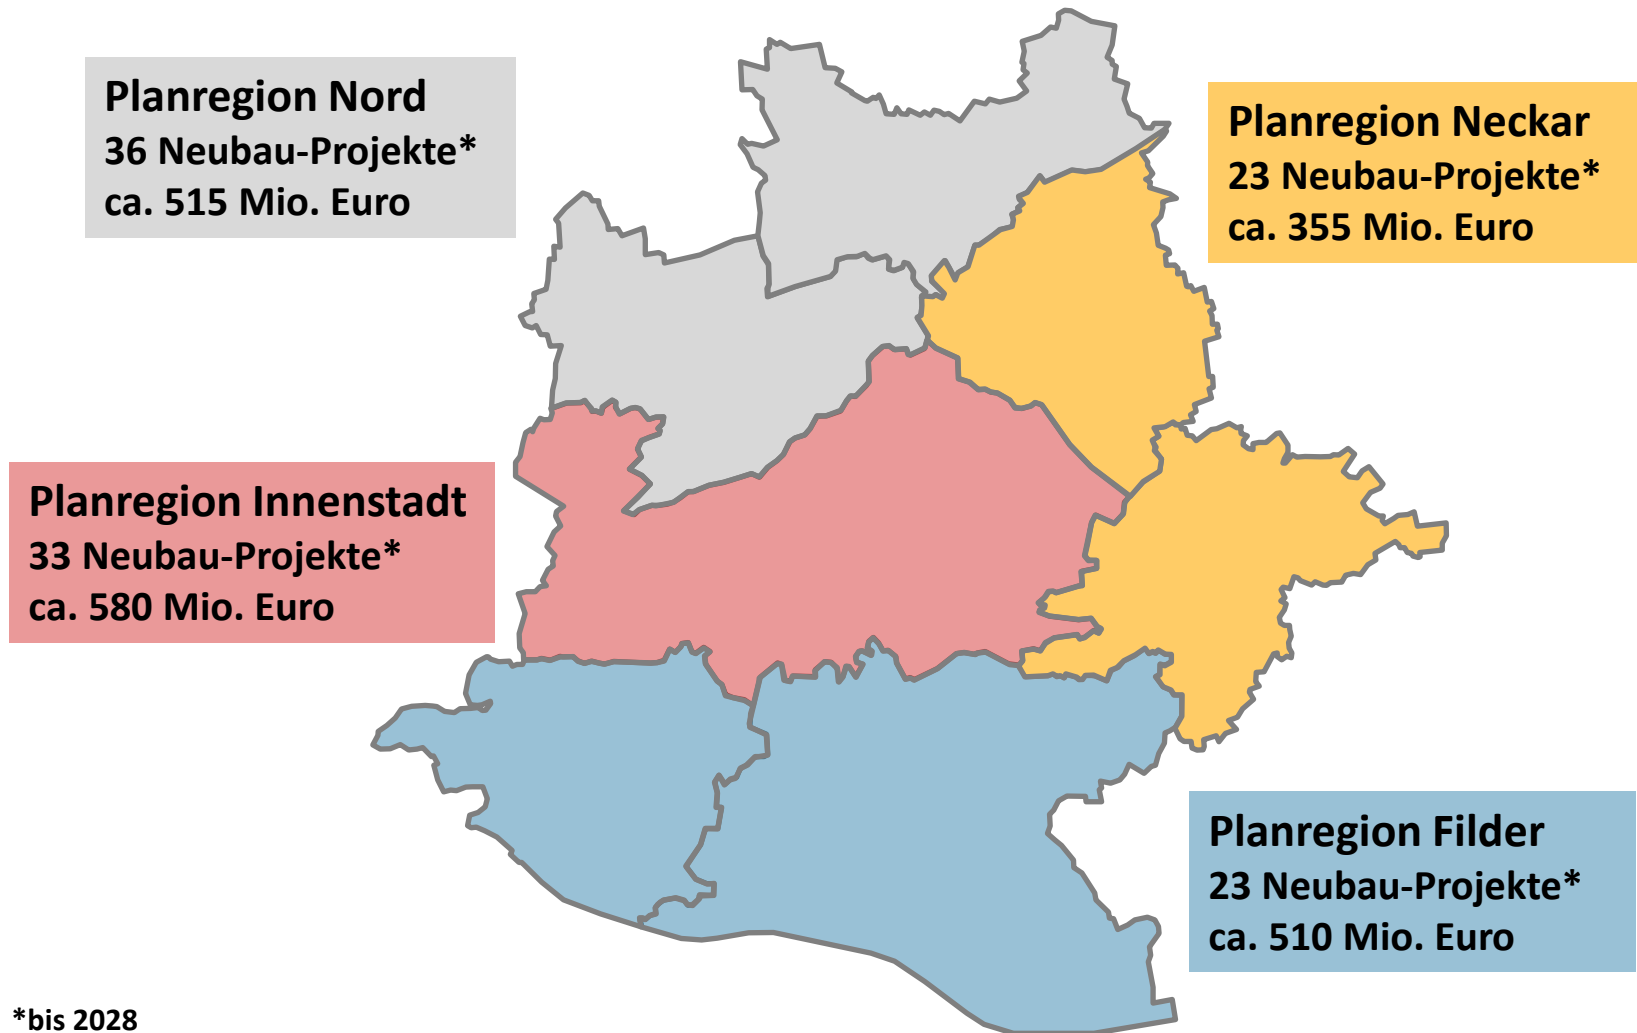 Planregion Nord
36 Neubau-Projekte*
ca. 515 Mio. Euro
Planregion Neckar
23 Neubau-Projekte*
ca. 355 Mio. Euro
Planregion Innenstadt
33 Neubau-Projekte*
ca. 580 Mio. Euro
Planregion Filder
23 Neubau-Projekte*
ca. 510 Mio. Euro
*bis 2028